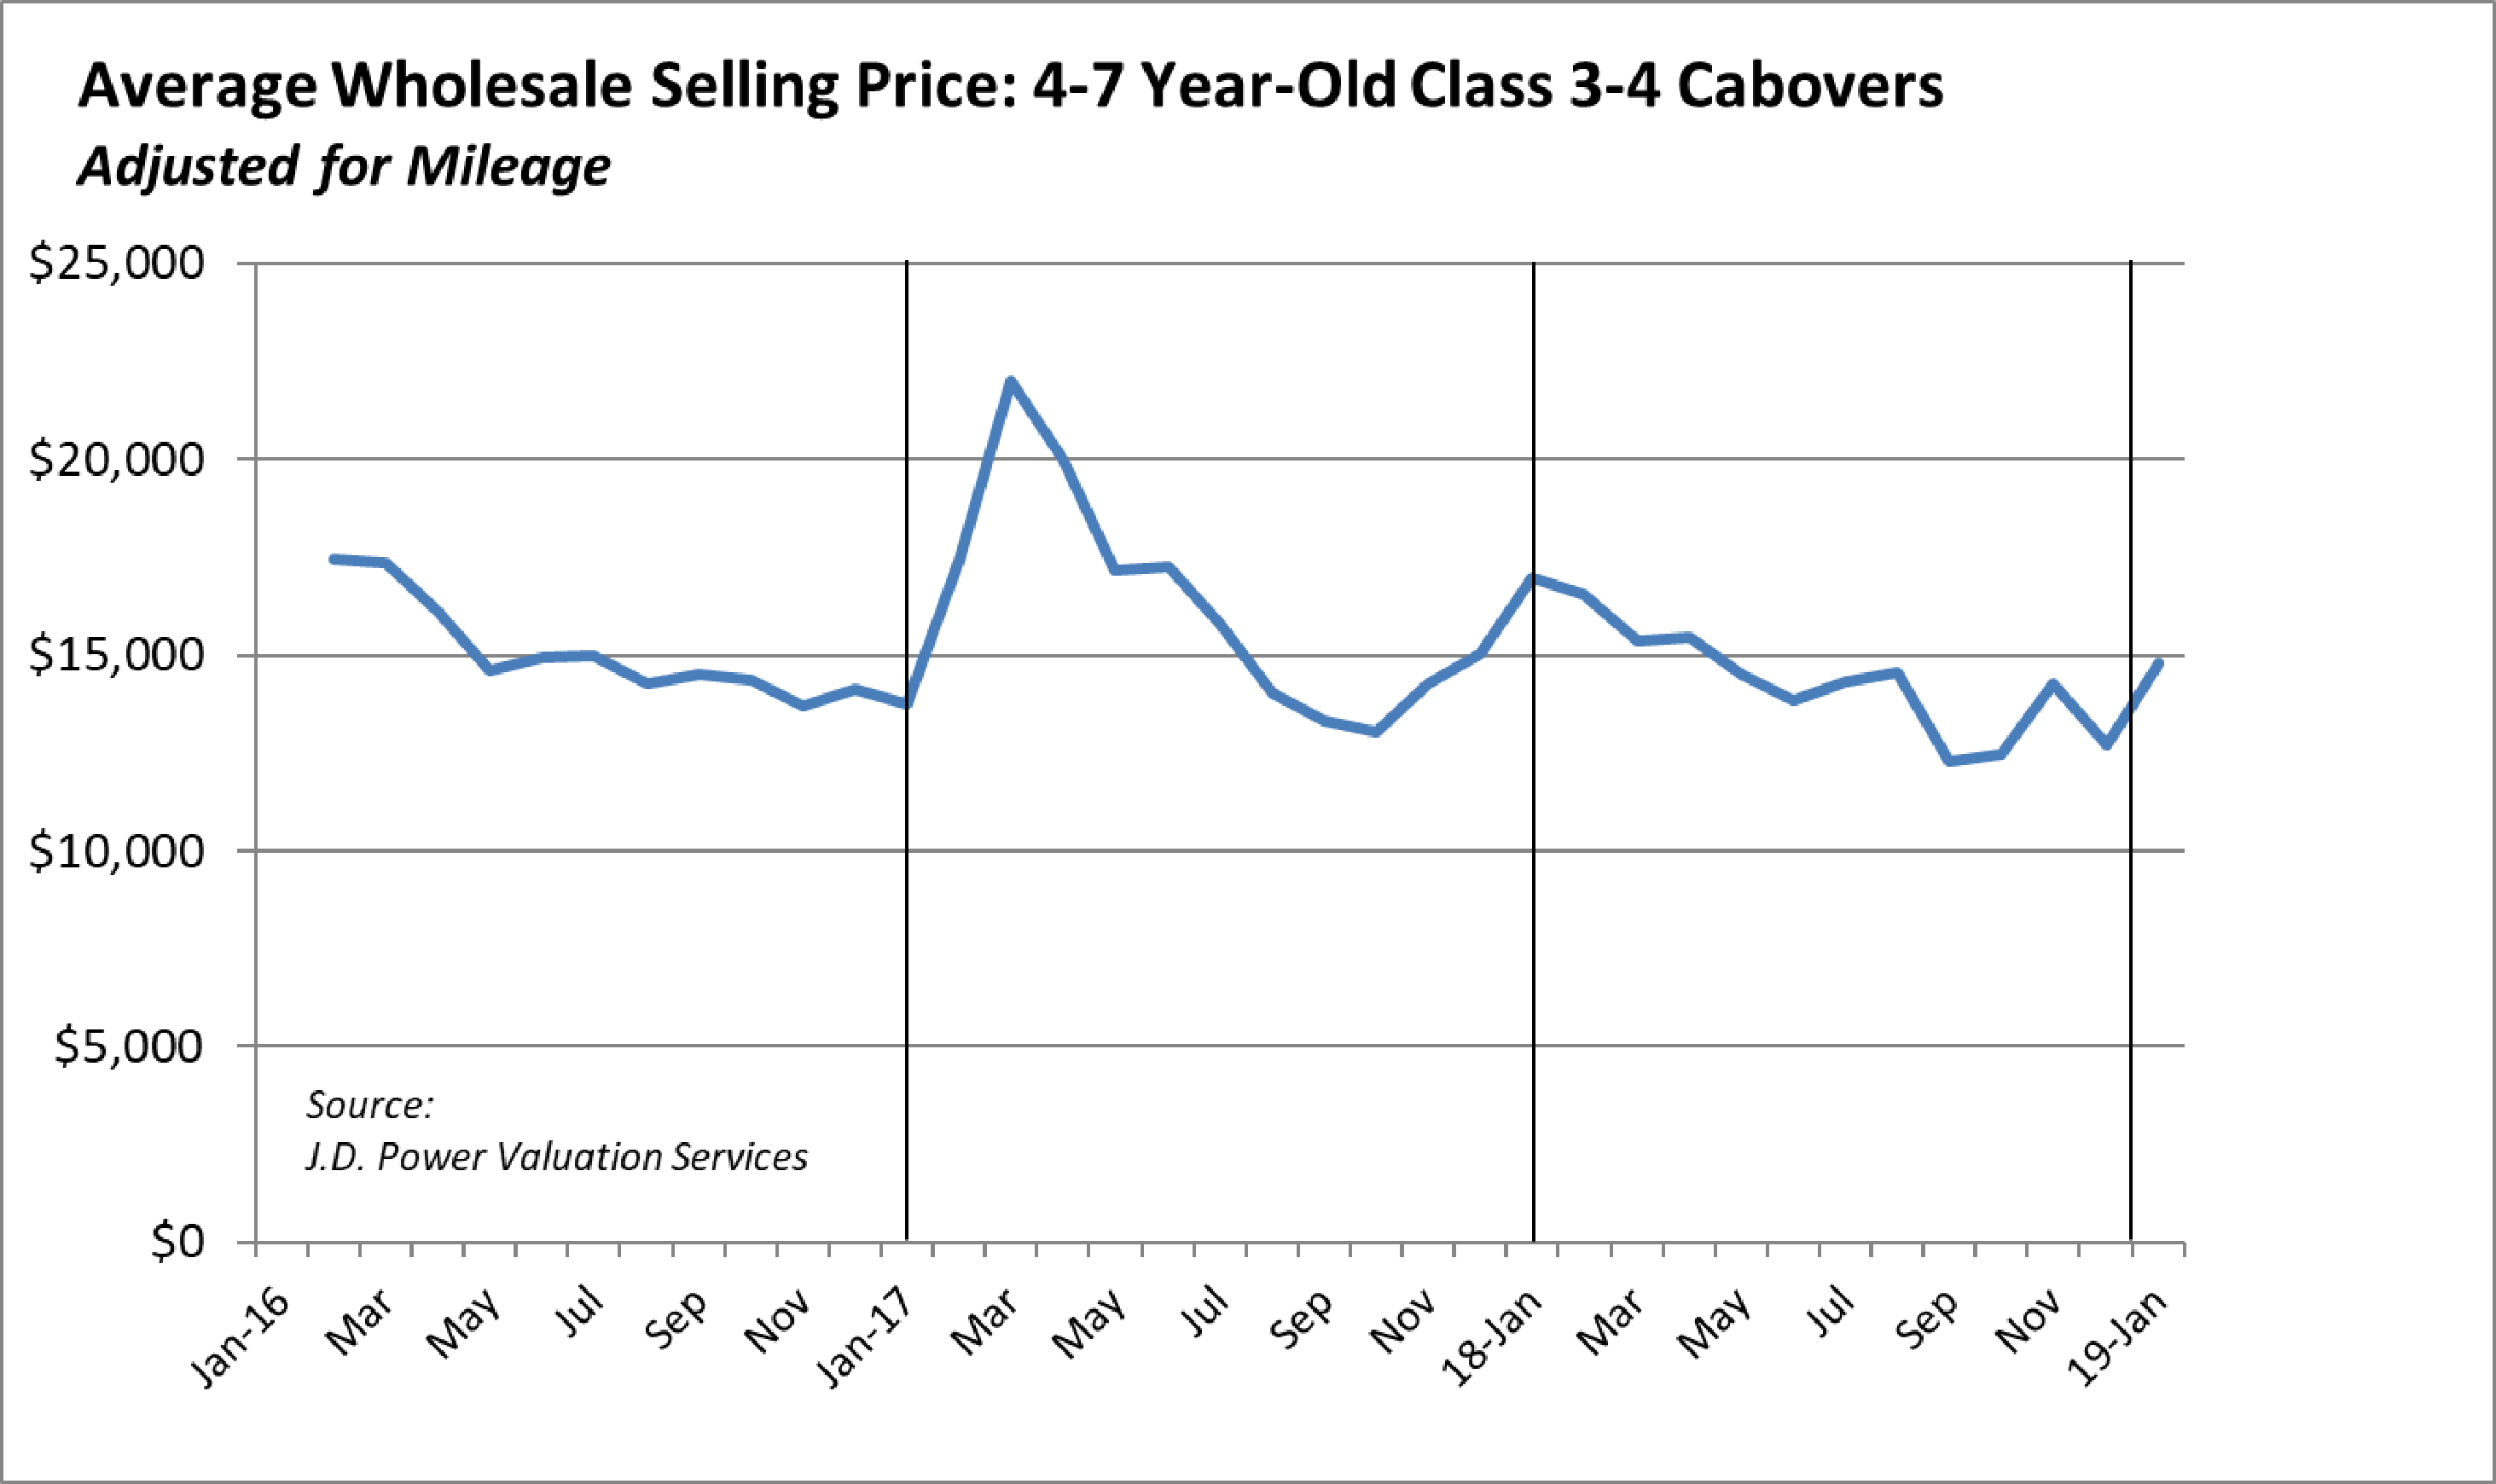 Average Wholesale Selling Price: 4-7 Year-Old Class 3-4 Cabovers
Adjusted for Mileage
$25,000
$20,000
$15,000
$10,000
$5,000
$0
Source:
J.D. Power Valuation Services
Jan-16
Mar
May
Jul
Sep
Nov
Jan-17
Mar
May
Jul
Sep
Nov
18-Jan
Mar
May
Jul
Sep
Nov
19-Jan